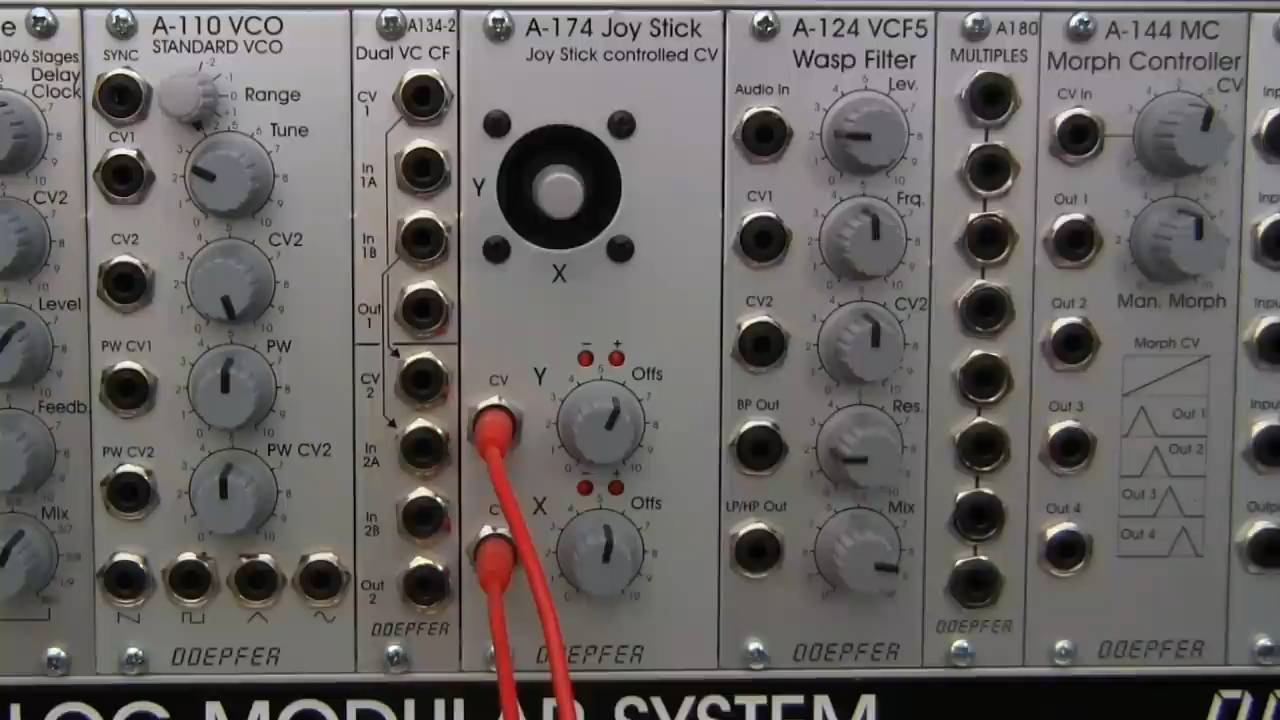 e
4096 Stages
Delay
Clock
CV2
Level
Feedb.
Mix
A-110 VCO
STANDARD VCO
SYNC
Range
Tune
CV1
CV2
CV2
PW CV1
PW
PW CV2
PW CV2
DOEPFER
A134-2
Dual VC CF
CV
1
In
1A
In
1B
Out
1
CV
2
In
2A
In
2B
Out
2
DOEPFER
A-174 Joy Stick
Joy Stick controlled CV
Y
X
- +
CV
Y
Offs
- +
X
Offs
DOEPFER
A-124 VCF5
Wasp Filter
Audio In
Lev.
CV1
Frq.
CV2
CV2
BP Out
Res.
LP/HP Out
Mix
DOEPFER
A180
MULTIPLES
DOEPFER
A-144 MC
Morph Controller
CV In
CV
Out 1
Man. Morph
Out 2
Morph CV
Out 3
Out 1
Out 2
Out 3
Out 4
Out 4
DOEPFER
LOG MODULAR SYSTEM